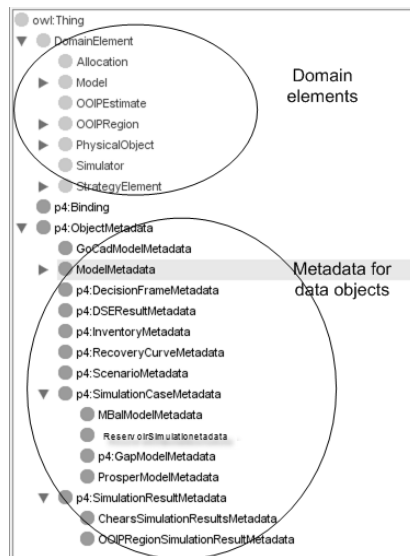 owl:Thing
DomainElement
Allocation
Model
OOIPEstimate
OOIPRegion
PhysicalObject
Simulator
StrategyElement
Domain
elements
p4:Binding
p4:ObjectMetadata
GoCadModelMetadata
ModelMetadata
p4:DecisionFrameMetadata
p4:DSEResultMetadata
p4:InventoryMetadata
p4:RecoveryCurveMetadata
p4:ScenarioMetadata
p4:SimulationCaseMetadata
MBalModelMetadata
ReservoirSimulationetadata
p4:GapModelMetadata
ProsperModelMetadata
p4:SimulationResultMetadata
ChearsSimulationResultsMetadata
OOIPRegionSimulationResultMetadata
Metadata for
data objects